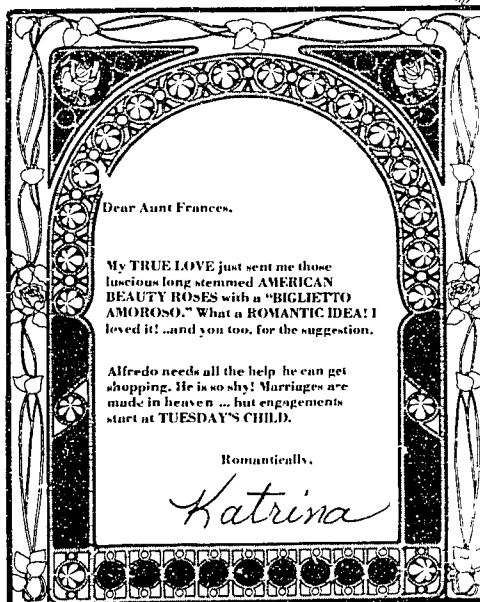 Dear Aunt Frances,
My TRUE LOVE just sent me those
luscious long stemmed AMERICAN
BEAUTY ROSES with a "BIGLIETTO
AMOROSO." What a ROMANTIC IDEA! I
loved it! ..and you too, for the suggestion.
Alfredo needs all the help he can get
shopping. He is so shy! Marriages are
made in heaven ... but engagements
start at TUESDAY'S CHILD.
Romantically,
Katrina